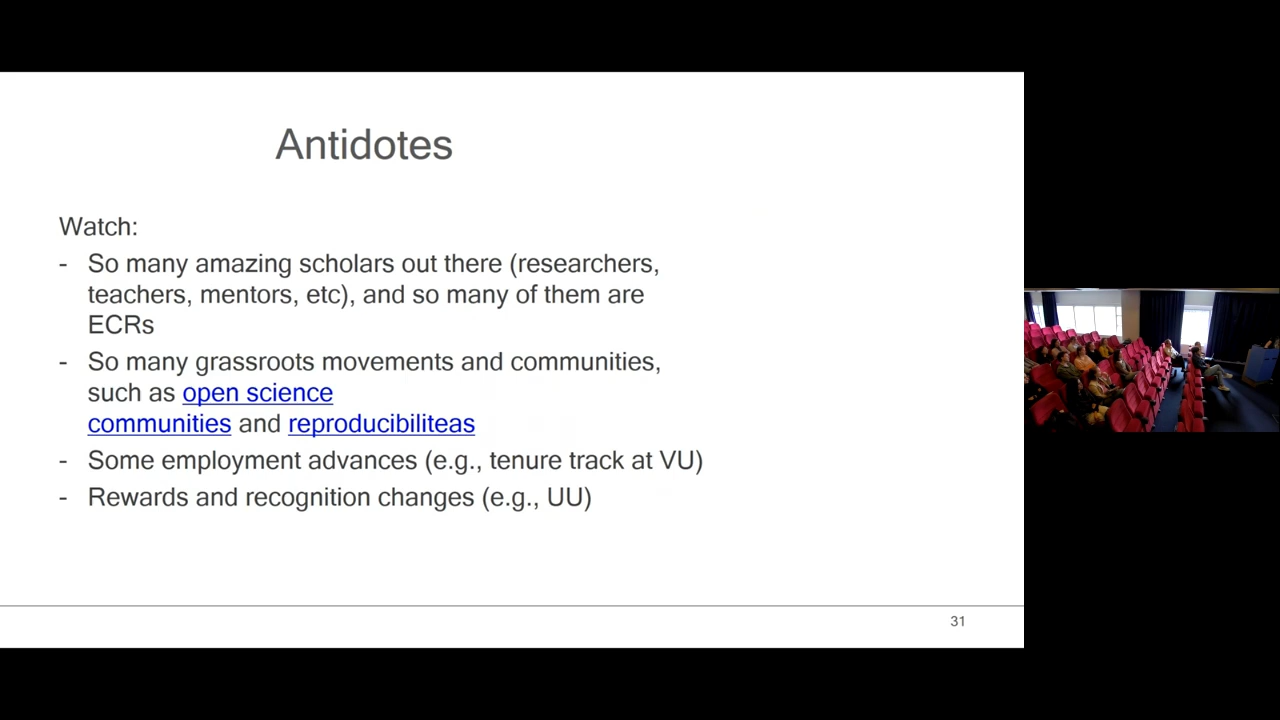 Antidotes
Watch:
- So many amazing scholars out there (researchers,
teachers, mentors, etc), and so many of them are
ECRs
- So many grassroots movements and communities,
such as open science
communities and reproducibiliteas
- Some employment advances (e.g., tenure track at VU)
- Rewards and recognition changes (e.g., UU)
31